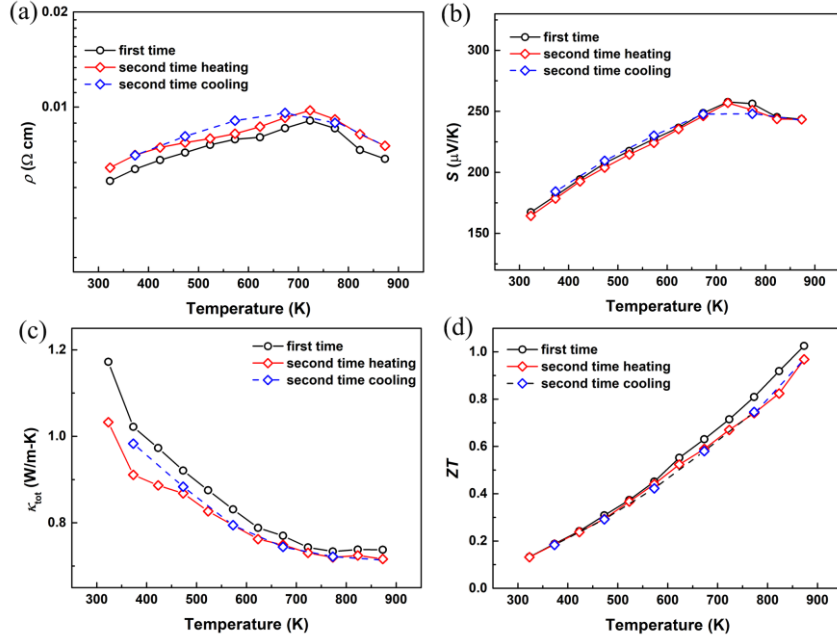 (a)
0.02
0.01
ρ (Ω cm)
first time
second time heating
second time cooling
300 400 500 600 700 800 900
Temperature (K)
(b)
300
250
200
150
S (μV/K)
first time
second time heating
second time cooling
300 400 500 600 700 800 900
Temperature (K)
(c)
1.2
1.0
0.8
κtot (W/m-K)
first time
second time heating
second time cooling
300 400 500 600 700 800 900
Temperature (K)
(d)
1.0
0.8
0.6
0.4
0.2
0.0
ZT
first time
second time heating
second time cooling
300 400 500 600 700 800 900
Temperature (K)